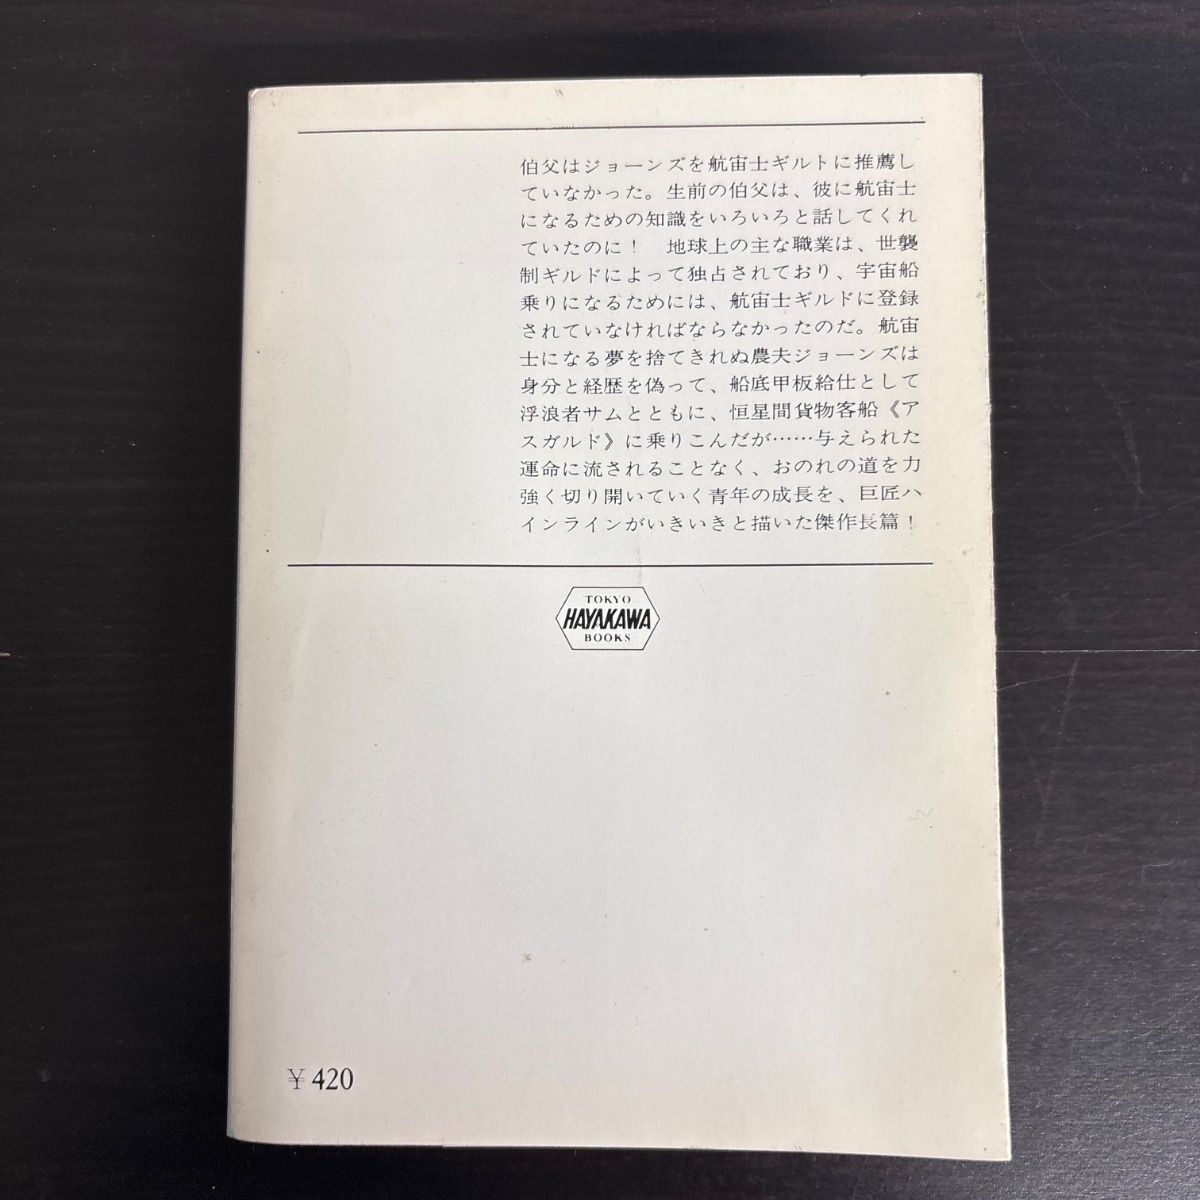 伯父はジョーンズを航宙士ギルトに推薦し
ていなかった。生前の伯父は、彼に航宙士
になるための知識をいろいろと話してくれ
ていたのに！　地球上の主な職業は、世襲
制ギルドによって独占されており、宇宙船
乗りになるためには、航宙士ギルドに登録
されていなければならなかったのだ。航宙
士になる夢を捨てきれぬ農夫ジョーンズは
身分と経歴を偽って、船底甲板給仕として
浮浪者サムとともに、恒星間貨物客船《ア
スガルド》に乗りこんだが……与えられた
運命に流されることなく、おのれの道を力
強く切り開いていく青年の成長を、巨匠ハ
インラインがいきいきと描いた傑作長篇！
TOKYO
HAYAKAWA
BOOKS
¥420